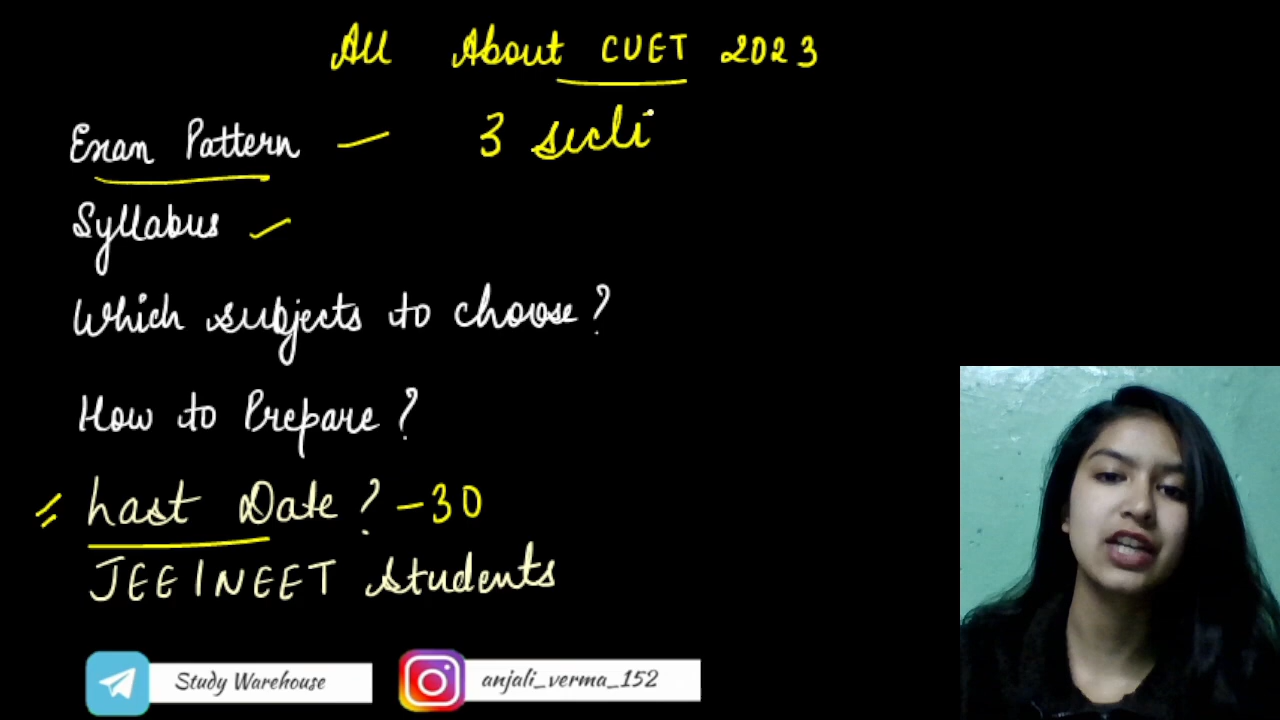 All About CUET 2023
Exam Pattern — 3 secti
Syllabus
Which subjects to choose?
How to Prepare?
Last Date? - 30
JEE | NEET students
Study Warehouse
anjali_verma_152